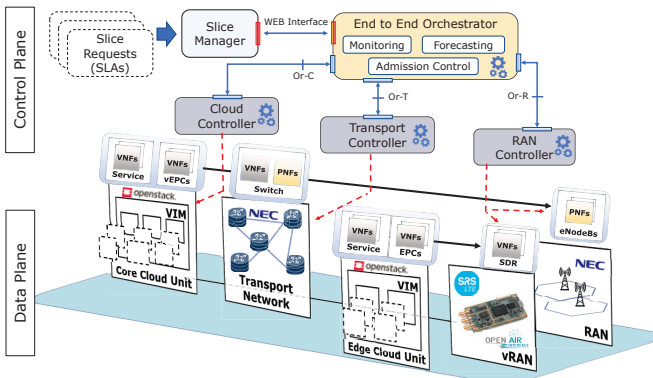 Control Plane
Slice
Requests
(SLAs)
Slice
Manager
WEB Interface
End to End Orchestrator
Monitoring
Forecasting
Admission Control
Or-C
Or-T
Or-R
Cloud
Controller
Transport
Controller
RAN
Controller
Data Plane
VNFs
VNFs
Service
vEPCs
VNFs
PNFs
Switch
PNFs
eNodeBs
openstack.
VIM
Core Cloud Unit
NEC
Transport
Network
VNFs
VNFs
Service
EPCs
VNFs
SDR
openstack.
VIM
Edge Cloud Unit
SRS
LTE
OPEN AIR
INTERFACE
vRAN
NEC
RAN